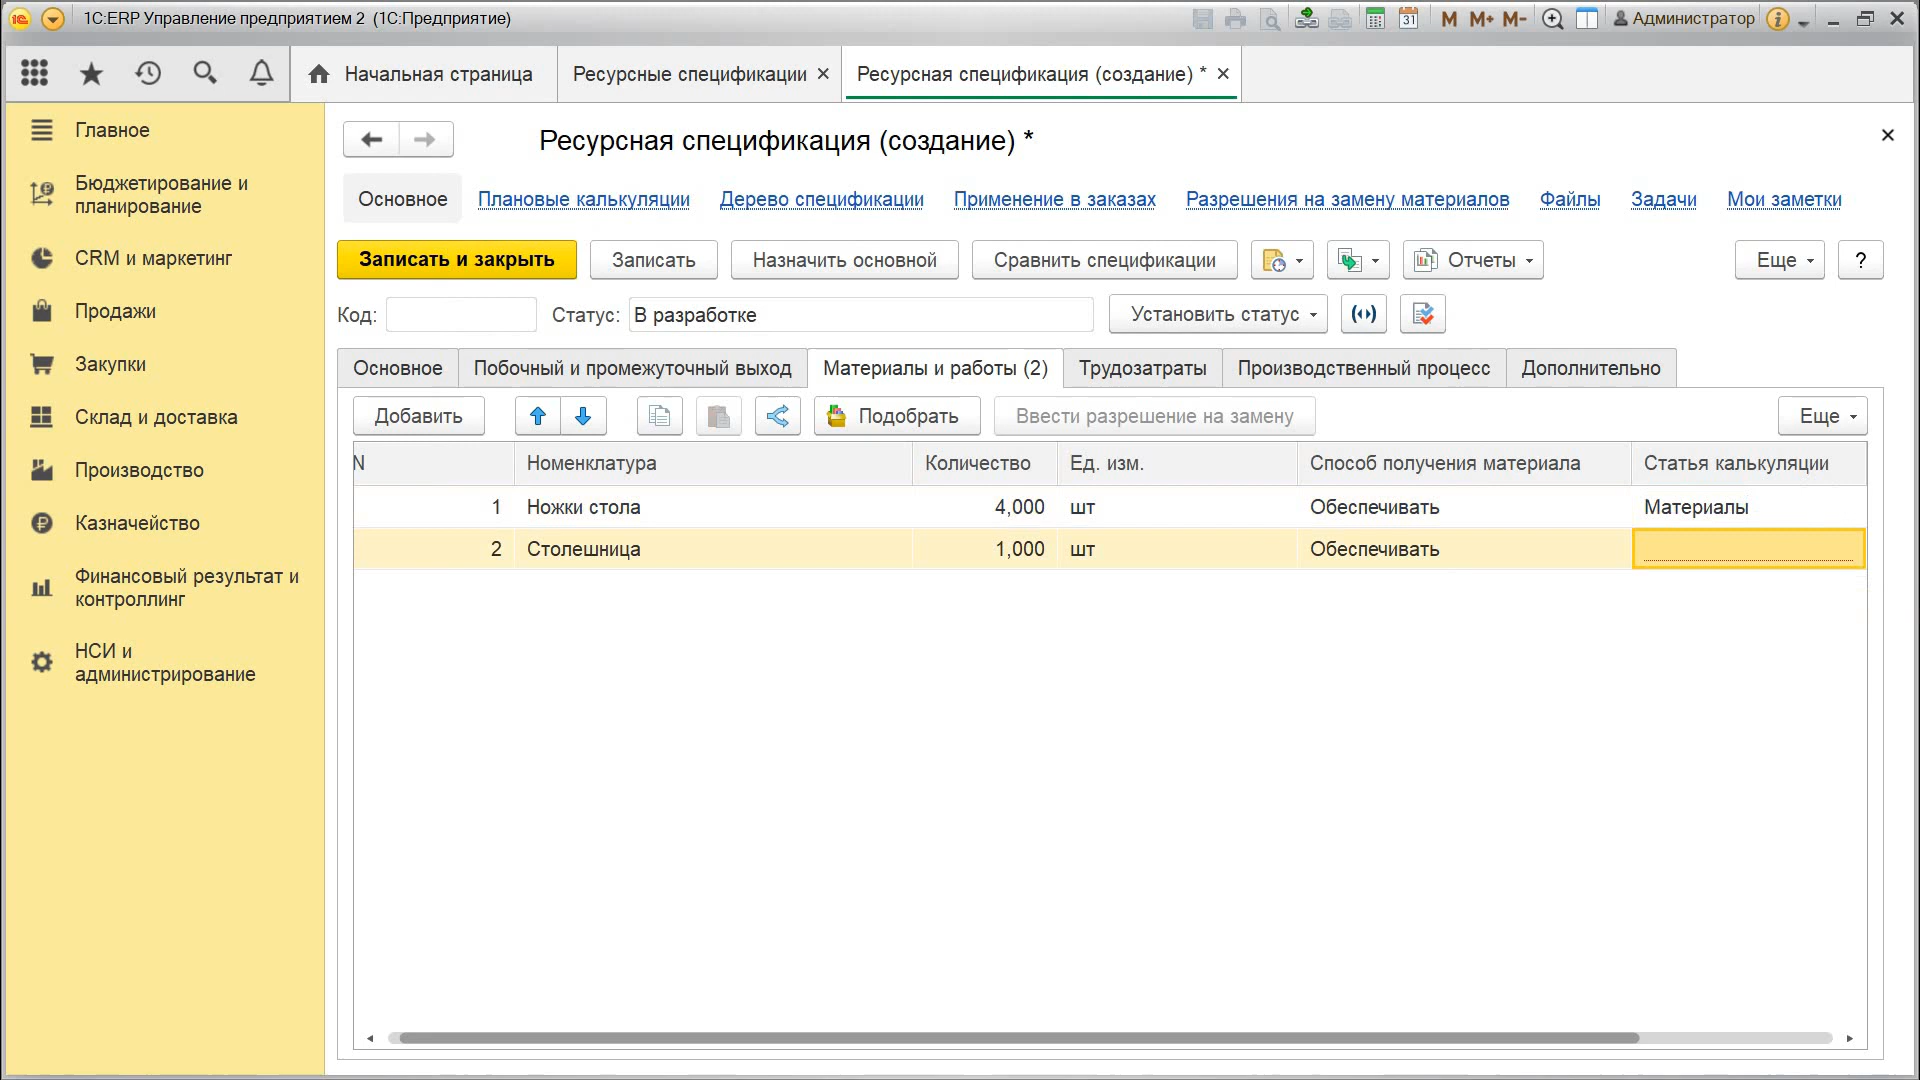 1С:ERP Управление предприятием 2 (1С:Предприятие)
31
M M+ M-
Администратор
Начальная страница
Ресурсные спецификации
Ресурсная спецификация (создание) *
Главное
Бюджетирование и
планирование
CRM и маркетинг
Продажи
Закупки
Склад и доставка
Производство
Казначейство
Финансовый результат и
контроллинг
НСИ и
администрирование
Ресурсная спецификация (создание) *
Основное Плановые калькуляции Дерево спецификации Применение в заказах Разрешения на замену материалов Файлы Задачи Мои заметки
Записать и закрыть Записать Назначить основной Сравнить спецификации Отчеты Еще ?
Код: Статус: В разработке Установить статус
Основное Побочный и промежуточный выход Материалы и работы (2) Трудозатраты Производственный процесс Дополнительно
Добавить Подобрать Ввести разрешение на замену Еще
N Номенклатура Количество Ед. изм. Способ получения материала Статья калькуляции
1 Ножки стола 4,000 шт Обеспечивать Материалы
2 Столешница 1,000 шт Обеспечивать